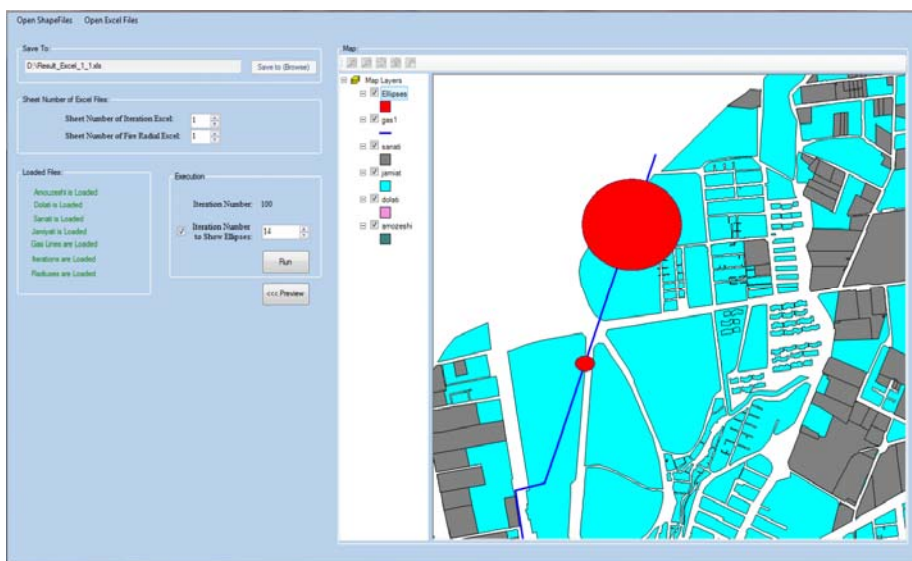 Open ShapeFiles Open Excel Files
Save To:
D:\Result_Excel_1_1.xls
Save to (Browse)
Sheet Number of Excel Files:
Sheet Number of Iteration Excel: 1
Sheet Number of Fire Radial Excel: 1
Loaded Files:
Amouzeshi is Loaded
Dolati is Loaded
Sanati is Loaded
Jamiyati is Loaded
Gas Lines are Loaded
Iterations are Loaded
Radiuses are Loaded
Execution
Iteration Number: 100
Iteration Number
to Show Ellipses: 14
Run
<<< Preview
Map:
Map Layers
Ellipses
gas1
sanati
jamiat
dolati
amozeshi